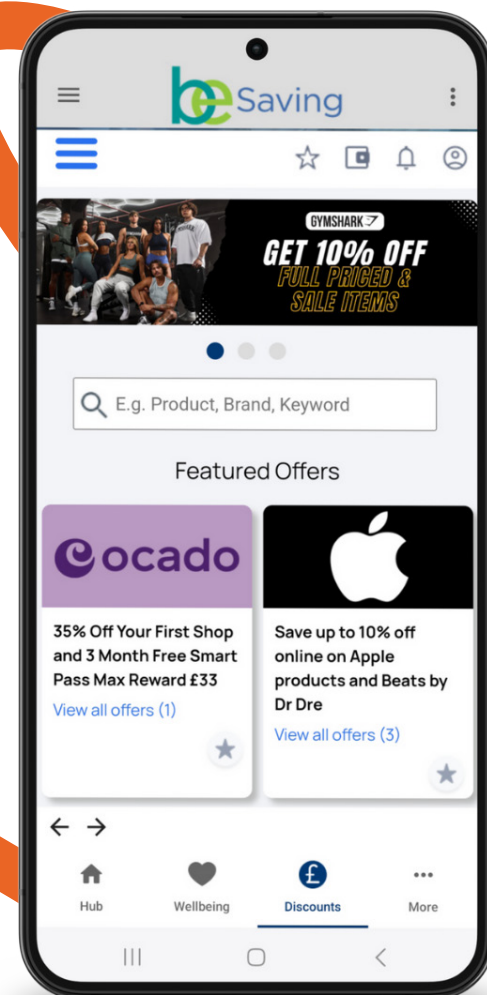 be Saving
GYMSHARK
GET 10% OFF
FULL PRICED &
SALE ITEMS
E.g. Product, Brand, Keyword
Featured Offers
ocado
35% Off Your First Shop
and 3 Month Free Smart
Pass Max Reward £33
View all offers (1)
Save up to 10% off
online on Apple
products and Beats by
Dr Dre
View all offers (3)
£
Hub
Wellbeing
Discounts
More